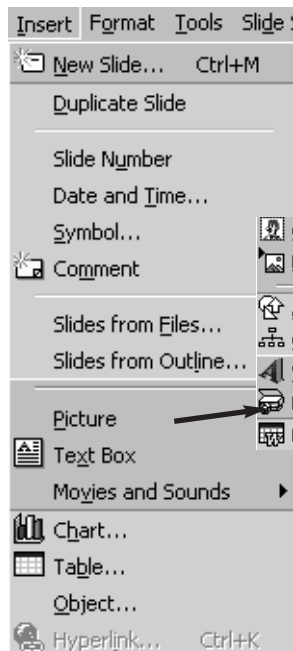 Insert Format Tools Slide
New Slide... Ctrl+M
Duplicate Slide
Slide Number
Date and Time...
Symbol...
Comment
Slides from Files...
Slides from Outline...
Picture
Text Box
Movies and Sounds
Chart...
Table...
Object...
Hyperlink... Ctrl+K